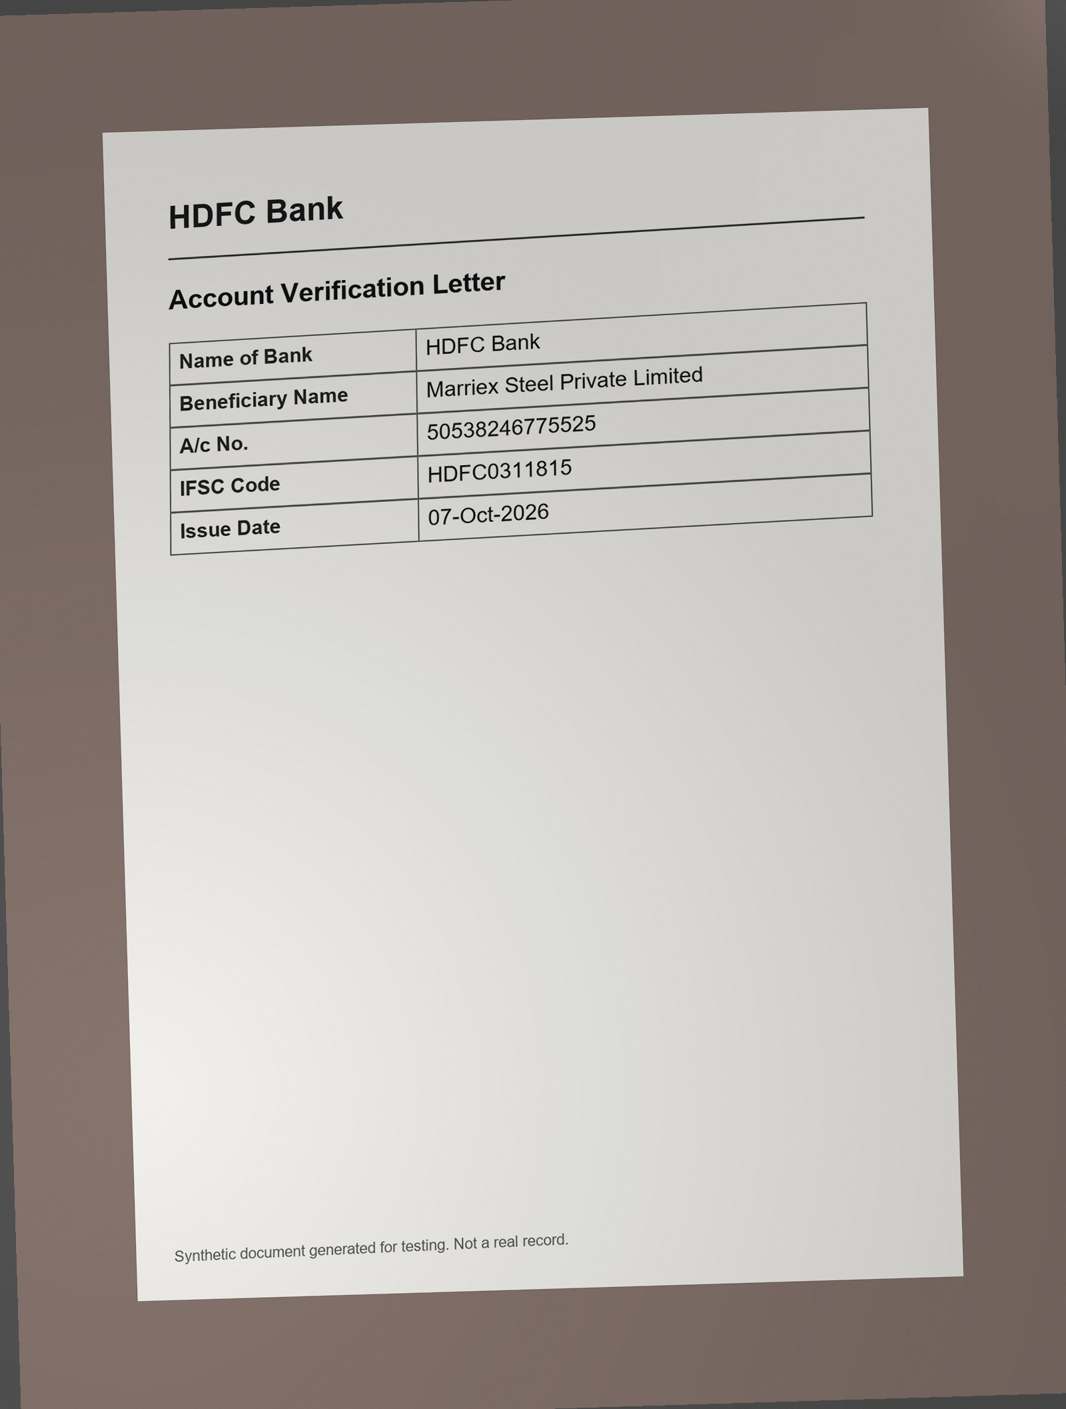 HDFC Bank
Account Verification Letter
Name of Bank HDFC Bank
Beneficiary Name Marriex Steel Private Limited
A/c No. 50538246775525
IFSC Code HDFC0311815
Issue Date 07-Oct-2026
Synthetic document generated for testing. Not a real record.